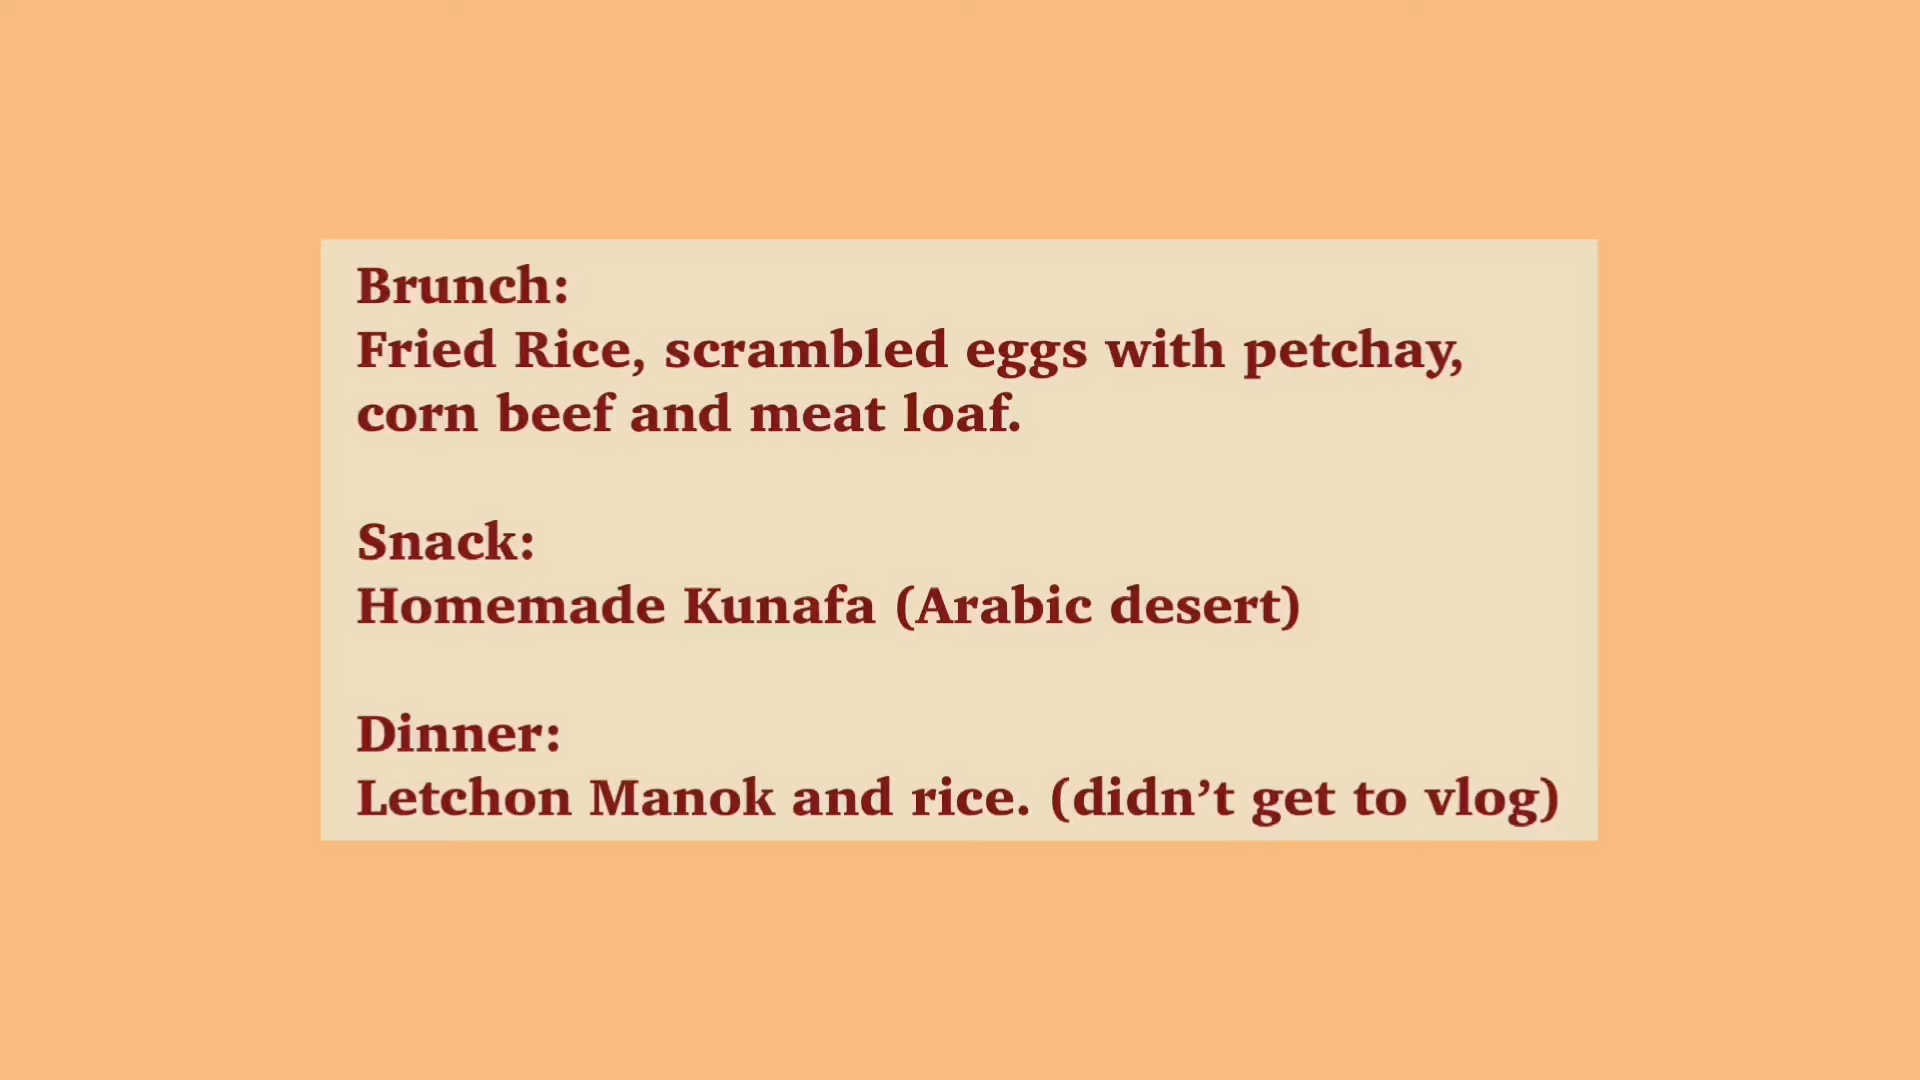 Brunch:
Fried Rice, scrambled eggs with petchay,
corn beef and meat loaf.
Snack:
Homemade Kunafa (Arabic desert)
Dinner:
Letchon Manok and rice. (didn’t get to vlog)